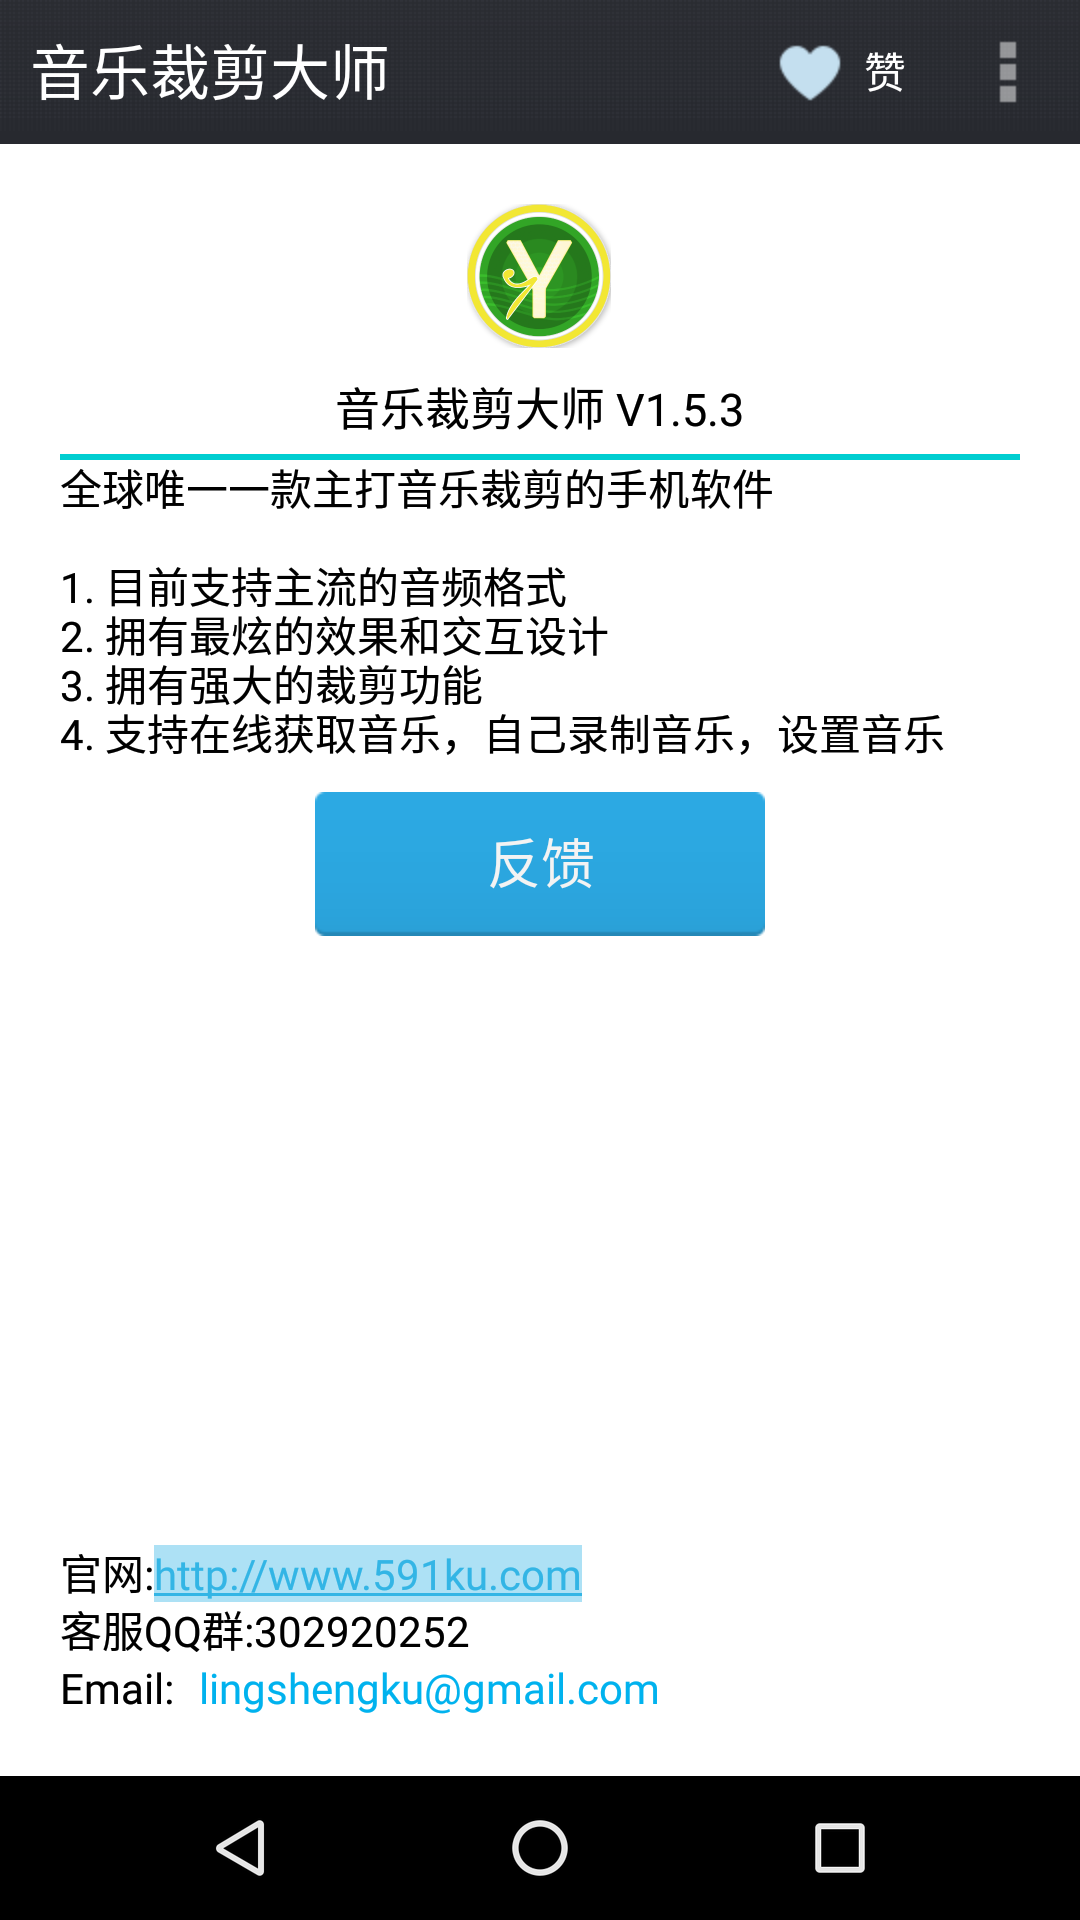 音乐裁剪大师
赞
音乐裁剪大师 V1.5.3
全球唯一一款主打音乐裁剪的手机软件
1. 目前支持主流的音频格式
2. 拥有最炫的效果和交互设计
3. 拥有强大的裁剪功能
4. 支持在线获取音乐，自己录制音乐，设置音乐
反馈
官网:http://www.591ku.com
客服QQ群:302920252
Email: lingshengku@gmail.com